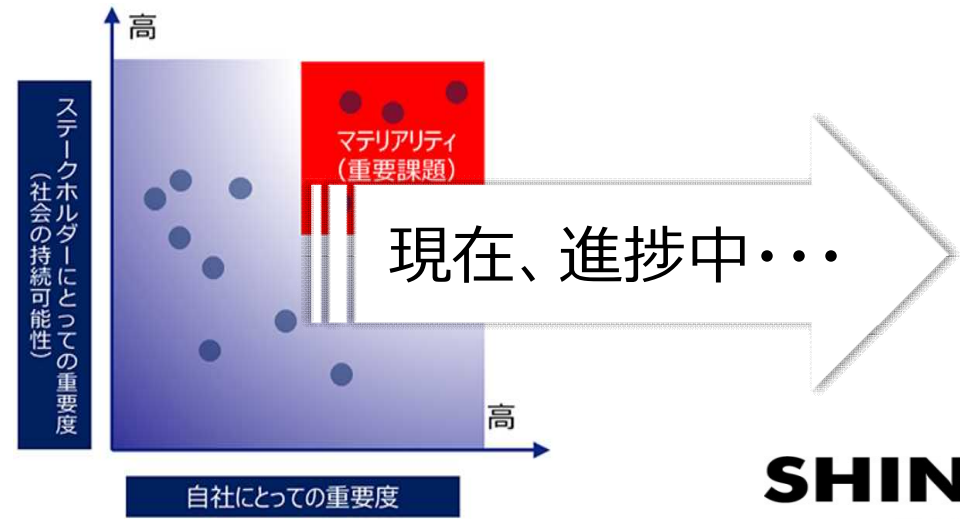 高
ステークホルダーにとっての重要度
（社会の持続可能性）
マテリアリティ
（重要課題）
現在、進捗中・・・
高
自社にとっての重要度
SHIN